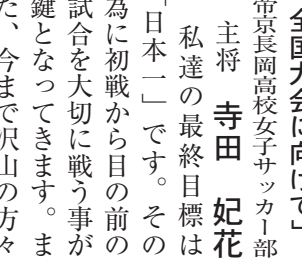 全国大会に向けて」
帝京長岡高校女子サッカー部
主将 寺田 妃花
私達の最終目標は
「日本一」です。その
為に初戦から目の前の
試合を大切に戦う事が
鍵となってきます。ま
た、今まで沢山の方々